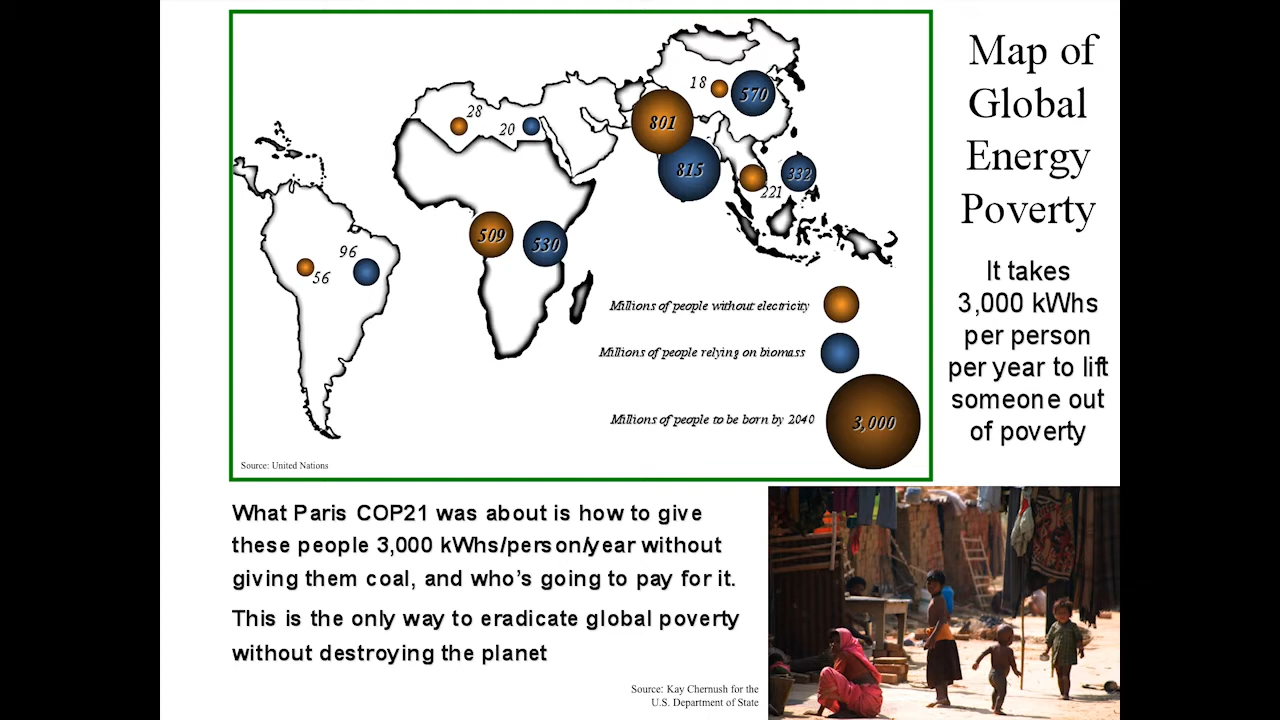 Map of
Global
Energy
Poverty
It takes
3,000 kWhs
per person
per year to lift
someone out
of poverty
18
570
28
20
801
815
332
221
509
530
96
56
Millions of people without electricity
Millions of people relying on biomass
Millions of people to be born by 2040
3,000
Source: United Nations
What Paris COP21 was about is how to give
these people 3,000 kWhs/person/year without
giving them coal, and who's going to pay for it.
This is the only way to eradicate global poverty
without destroying the planet
Source: Kay Chernush for the
U.S. Department of State